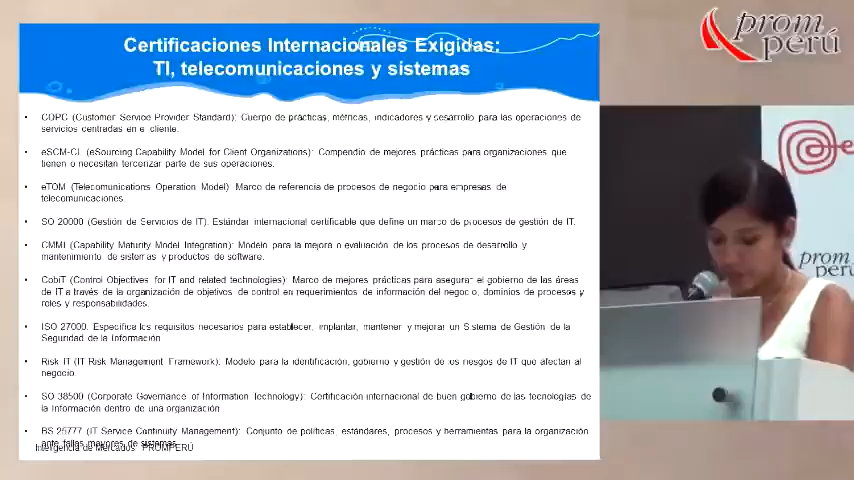 Certificaciones Internacionales Exigidas:
TI, telecomunicaciones y sistemas
prom
perú
• COPC (Customer Service Provider Standard): Cuerpo de prácticas, métricas, indicadores y desarrollo para las operaciones de
servicios centradas en el cliente.
• eSCM-CL (eSourcing Capability Model for Client Organizations): Compendio de mejores prácticas para organizaciones que
tienen o necesitan tercerizar parte de sus operaciones.
• eTOM (Telecomunications Operation Model) Marco de referencia de procesos de negocio para empresas de
telecomunicaciones
• SO 20000 (Gestión de Servicios de IT): Estándar internacional certificable que define un marco de procesos de gestión de IT.
• CMMI (Capability Maturity Model Integration): Modelo para la mejora o evaluación de los procesos de desarrollo y
mantenimiento de sistemas y productos de software.
• CobiT (Control Objectives for IT and related technologies): Marco de mejores prácticas para asegurar el gobierno de las áreas
de IT a través de la organización de objetivos de control en requerimientos de información del negocio, dominios de procesos y
roles y responsabilidades.
• ISO 27000. Especifica los requisitos necesarios para establecer, implantar, mantener y mejorar un Sistema de Gestión de la
Seguridad de la Información
• Risk IT (IT Risk Management Framework): Modelo para la identificación, gobierno y gestión de los riesgos de IT que afectan al
negocio.
• SO 38500 (Corporate Governance of Information Technology): Certificación internacional de buen gobierno de las tecnologías de
la Información dentro de una organización
• BS 25777 (IT Service Continuity Management): Conjunto de políticas, estándares, procesos y herramientas para la organización
ante fallas mayores de sistemas.
Inteligencia de Mercados PROMPERÚ
prom
perú